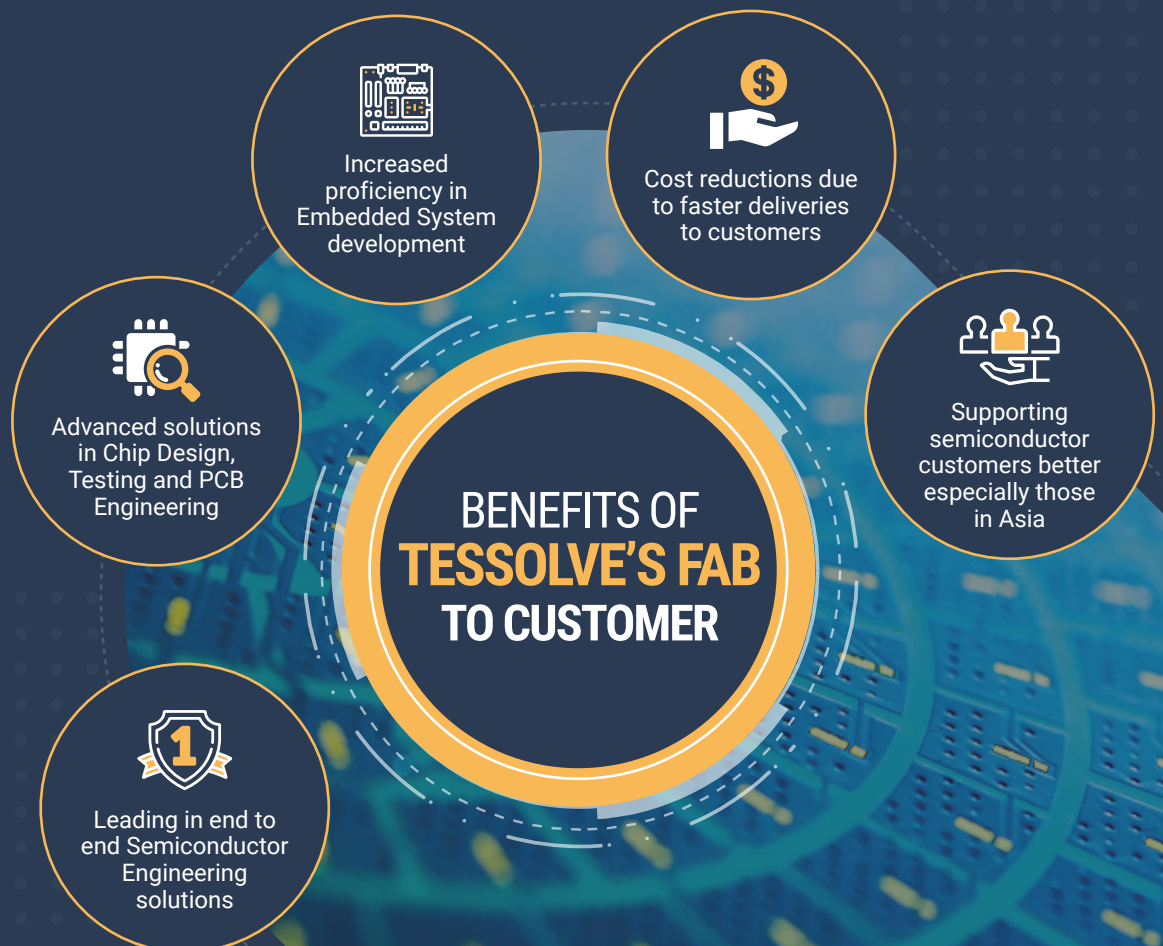 Increased
proficiency in
Embedded System
development
$
Cost reductions due
to faster deliveries
to customers
Advanced solutions
in Chip Design,
Testing and PCB
Engineering
Supporting
semiconductor
customers better
especially those
in Asia
BENEFITS OF
TESSOLVE'S FAB
TO CUSTOMER
1
Leading in end to
end Semiconductor
Engineering
solutions